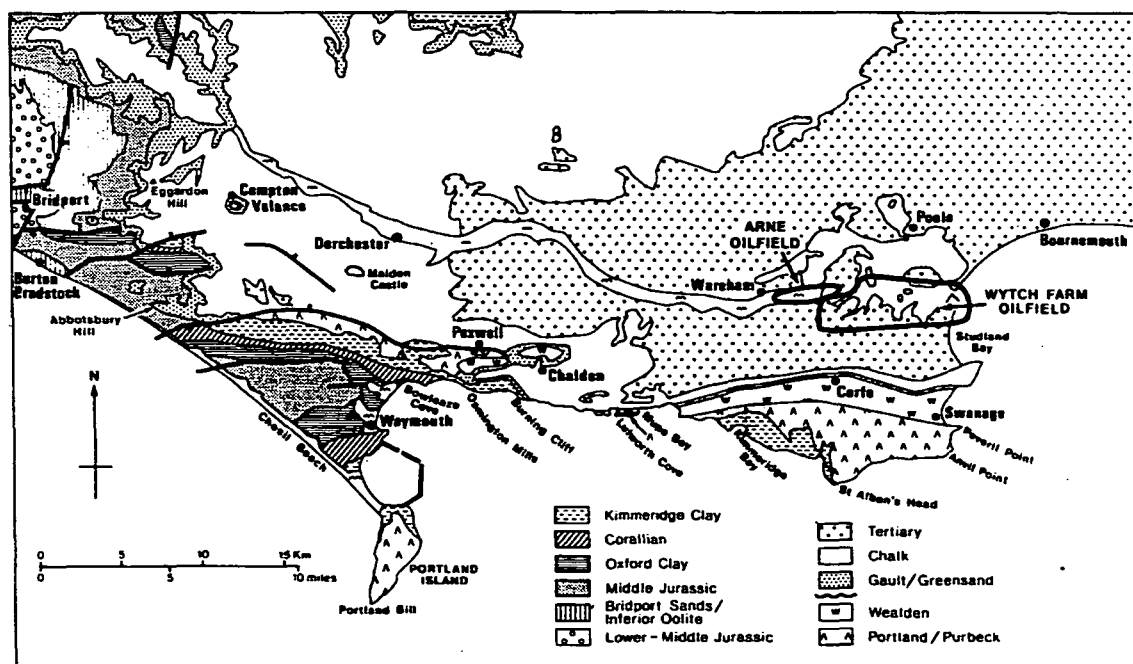 Eggardon
Hill
Compton
Valance
Bridport
Dorchester
Maiden
Castle
Burton
Bradstock
Abbotsbury
Hill
ARNE
OILFIELD
Poole
Bournemouth
Wareham
WYTCH FARM
OILFIELD
Studland
Bay
Poxwell
Chaldon
Corfe
Swanage
Peveril Point
Anvil Point
St Alban's Head
Kimmeridge
Bay
Mupe Bay
Lulworth Cove
Burning Cliff
Osmington Mills
Bowleaze
Cove
Weymouth
Chesil Beech
N
0 5 10 15 Km
0 5 10 miles
PORTLAND
ISLAND
Portland Bill
Kimmeridge Clay
Corallian
Oxford Clay
Middle Jurassic
Bridport Sands/
Inferior Oolite
Lower-Middle Jurassic
Tertiary
Chalk
Gault/Greensand
Wealden
Portland/Purbeck